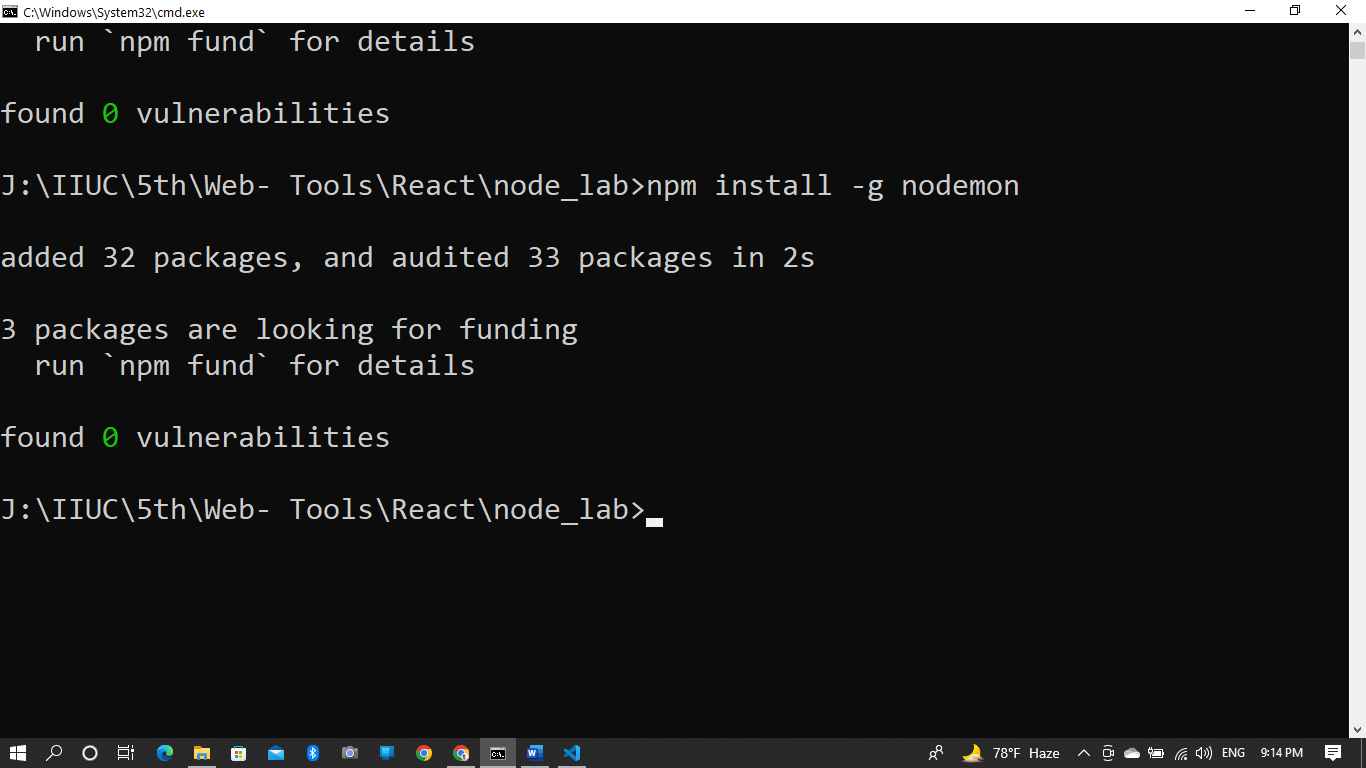 C:\Windows\System32\cmd.exe
  run `npm fund` for details
found 0 vulnerabilities
J:\IIUC\5th\Web- Tools\React\node_lab>npm install -g nodemon
added 32 packages, and audited 33 packages in 2s
3 packages are looking for funding
  run `npm fund` for details
found 0 vulnerabilities
J:\IIUC\5th\Web- Tools\React\node_lab>
78°F Haze ENG 9:14 PM